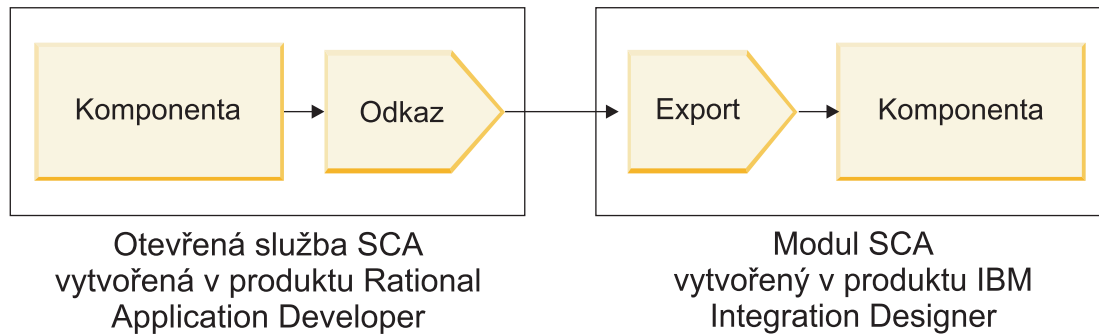 Komponenta
Odkaz
Export
Komponenta
Otevřená služba SCA
vytvořená v produktu Rational
Application Developer
Modul SCA
vytvořený v produktu IBM
Integration Designer